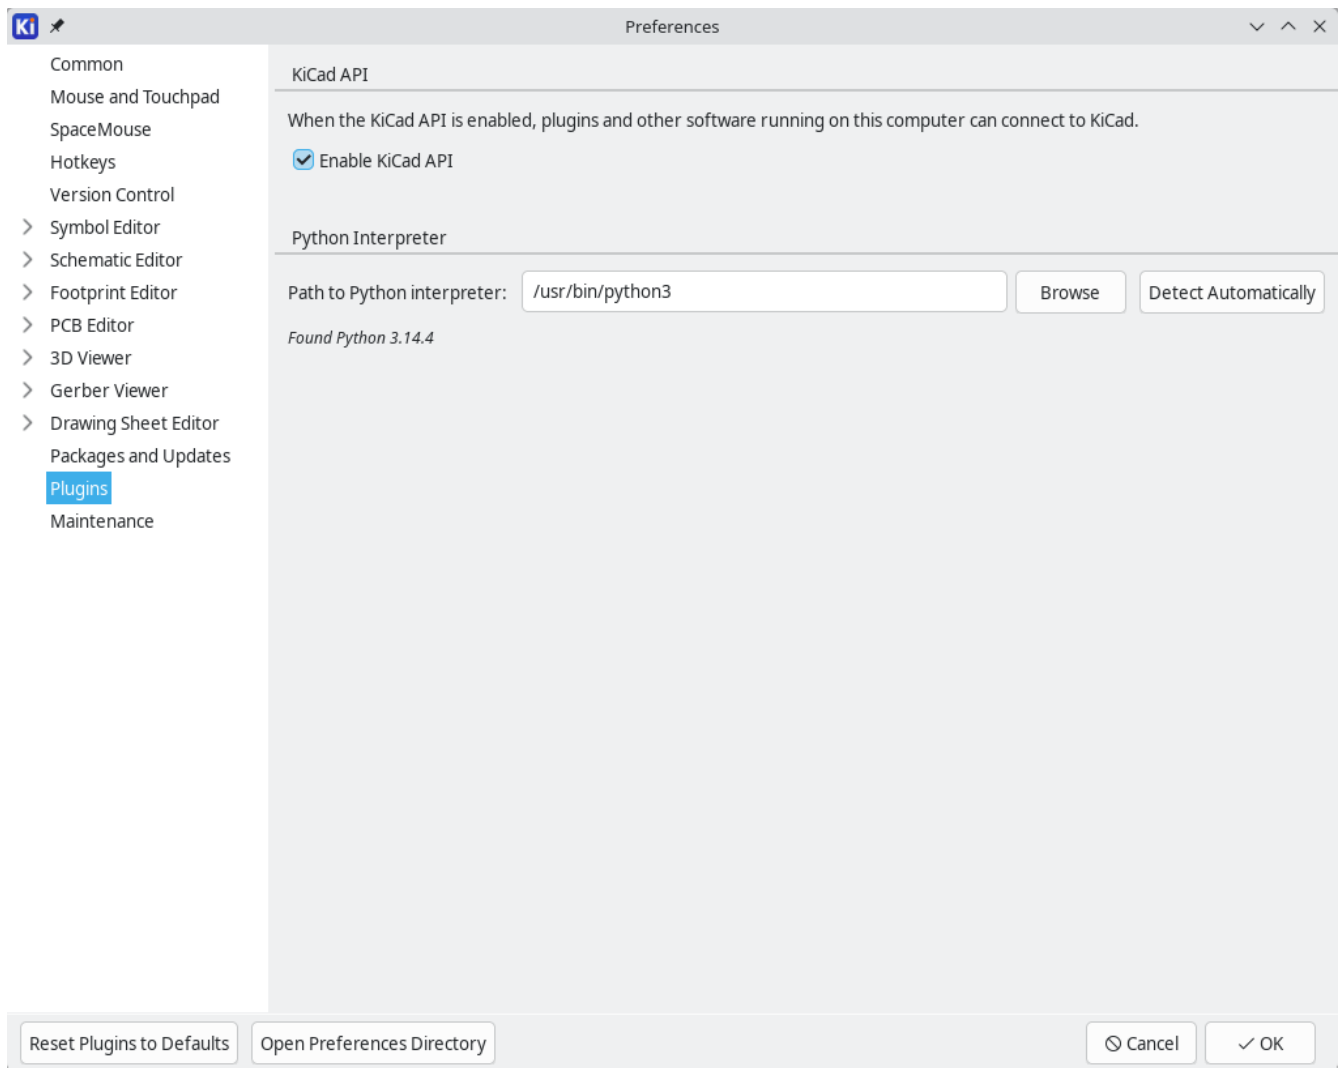 Ki Preferences
Common
Mouse and Touchpad
SpaceMouse
Hotkeys
Version Control
Symbol Editor
Schematic Editor
Footprint Editor
PCB Editor
3D Viewer
Gerber Viewer
Drawing Sheet Editor
Packages and Updates
Plugins
Maintenance
KiCad API
When the KiCad API is enabled, plugins and other software running on this computer can connect to KiCad.
Enable KiCad API
Python Interpreter
Path to Python interpreter: /usr/bin/python3 Browse Detect Automatically
Found Python 3.14.4
Reset Plugins to Defaults Open Preferences Directory Cancel OK